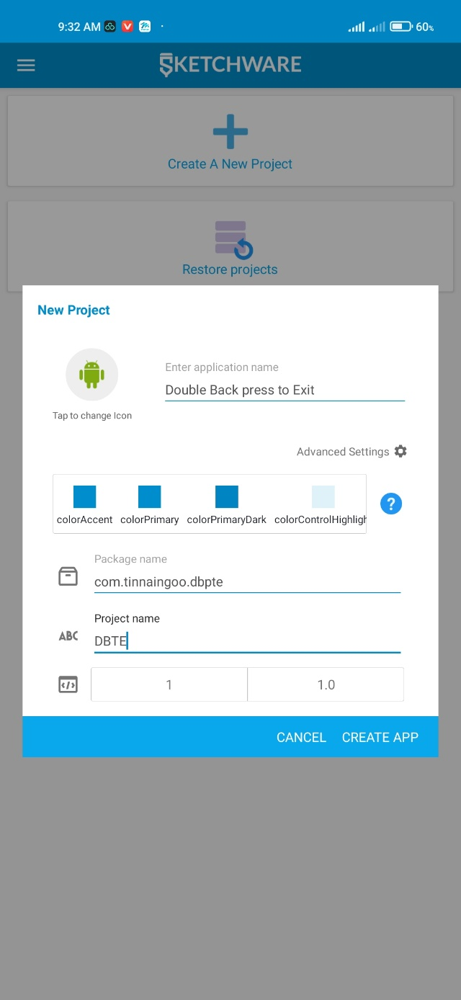 9:32 AM
60%
SKETCHWARE
Create A New Project
Restore projects
New Project
Enter application name
Double Back press to Exit
Tap to change Icon
Advanced Settings
?
colorAccent colorPrimary colorPrimaryDark colorControlHighligh
Package name
com.tinnaingoo.dbpte
Project name
ABC
DBTE
1 1.0
CANCEL CREATE APP